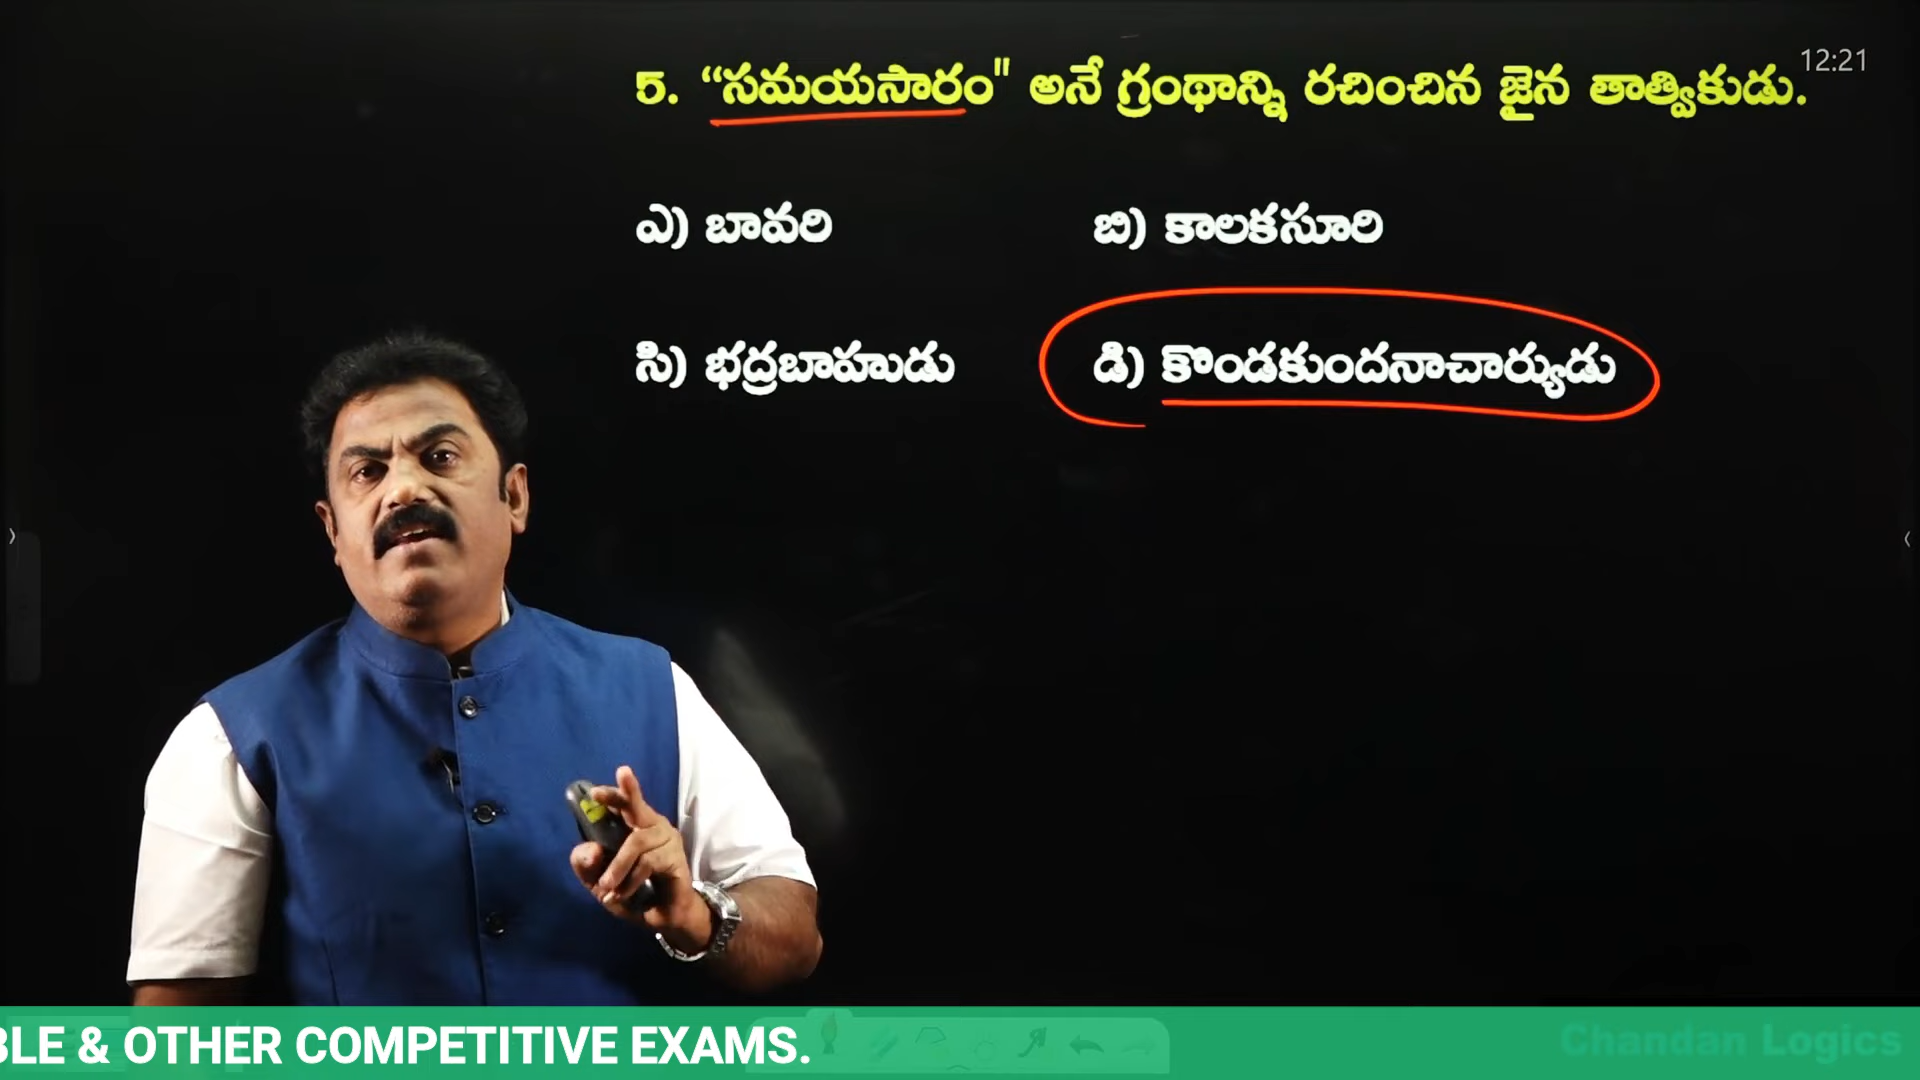 12:21
5. “సమయసారం" అనే గ్రంథాన్ని రచించిన జైన తాత్వికుడు.
ఎ) బావరి
బి) కాలకసూరి
సి) భద్రబాహుడు
డి) కొండకుందనాచార్యుడు
BLE & OTHER COMPETITIVE EXAMS.
Chandan Logics